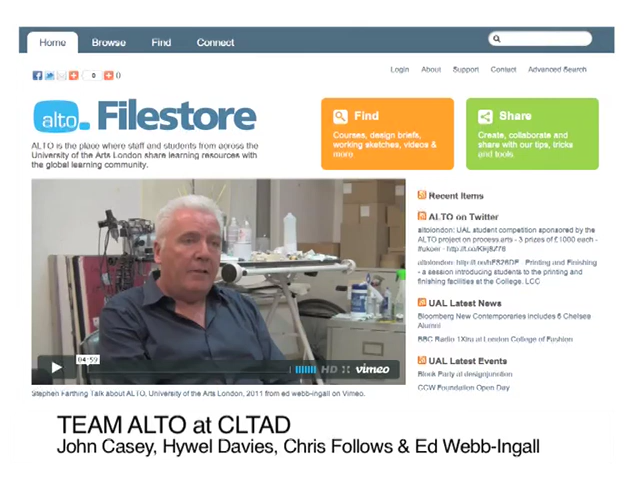 Home Browse Find Connect
Login About Support Contact Advanced Search
0 0
alto. Filestore
ALTO is the place where staff and students from across the
University of the Arts London share learning resources with
the global learning community.
Find
Courses, design briefs,
working sketches, videos &
more
Share
Create, collaborate and
share with our tips, tricks
and tools.
Recent Items
ALTO on Twitter
altolondon: UAL student competition sponsored by the
ALTO project on process.arts - 3 prizes of £1000 each -
altolondon: Printing and Finishing
- a session introducing students to the printing and
finishing facilities at the College. LCC
UAL Latest News
Bloomberg New Contemporaries includes 6 Chelsea
Alumni
BBC Radio 1Xtra at London College of Fashion
UAL Latest Events
Block Party at designjunction
CCW Foundation Open Day
04:59
HD vimeo
Stephen Farthing Talk about ALTO, University of the Arts London, 2011 from ed webb-ingall on Vimeo.
TEAM ALTO at CLTAD
John Casey, Hywel Davies, Chris Follows & Ed Webb-Ingall